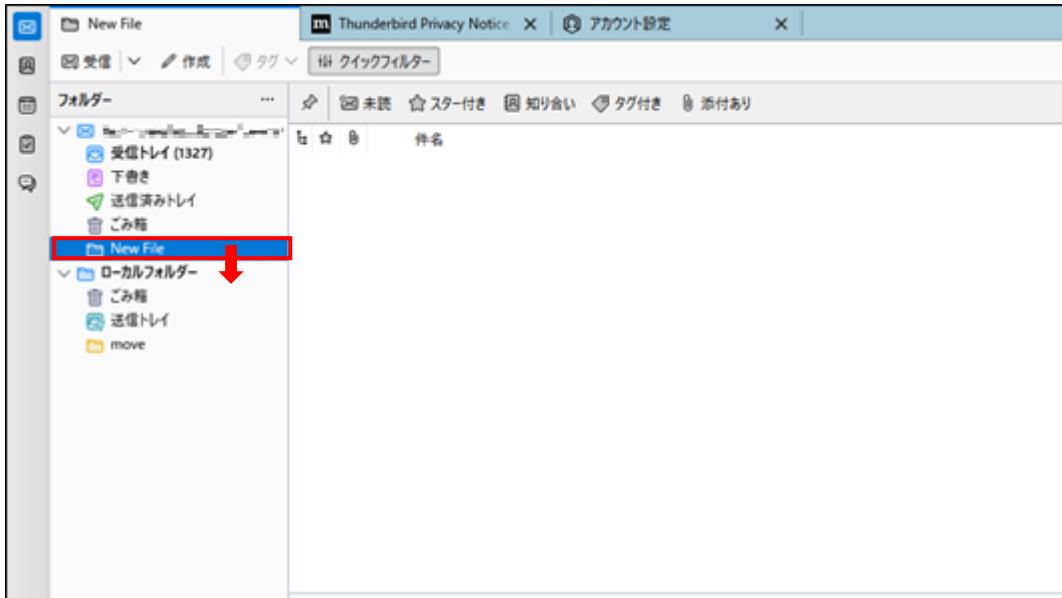 New File
Thunderbird Privacy Notice
アカウント設定
受信
作成
タグ
クイックフィルター
フォルダー
未読
スター付き
知り合い
タグ付き
添付あり
件名
受信トレイ (1327)
下書き
送信済みトレイ
ごみ箱
New File
ローカルフォルダー
ごみ箱
送信トレイ
move